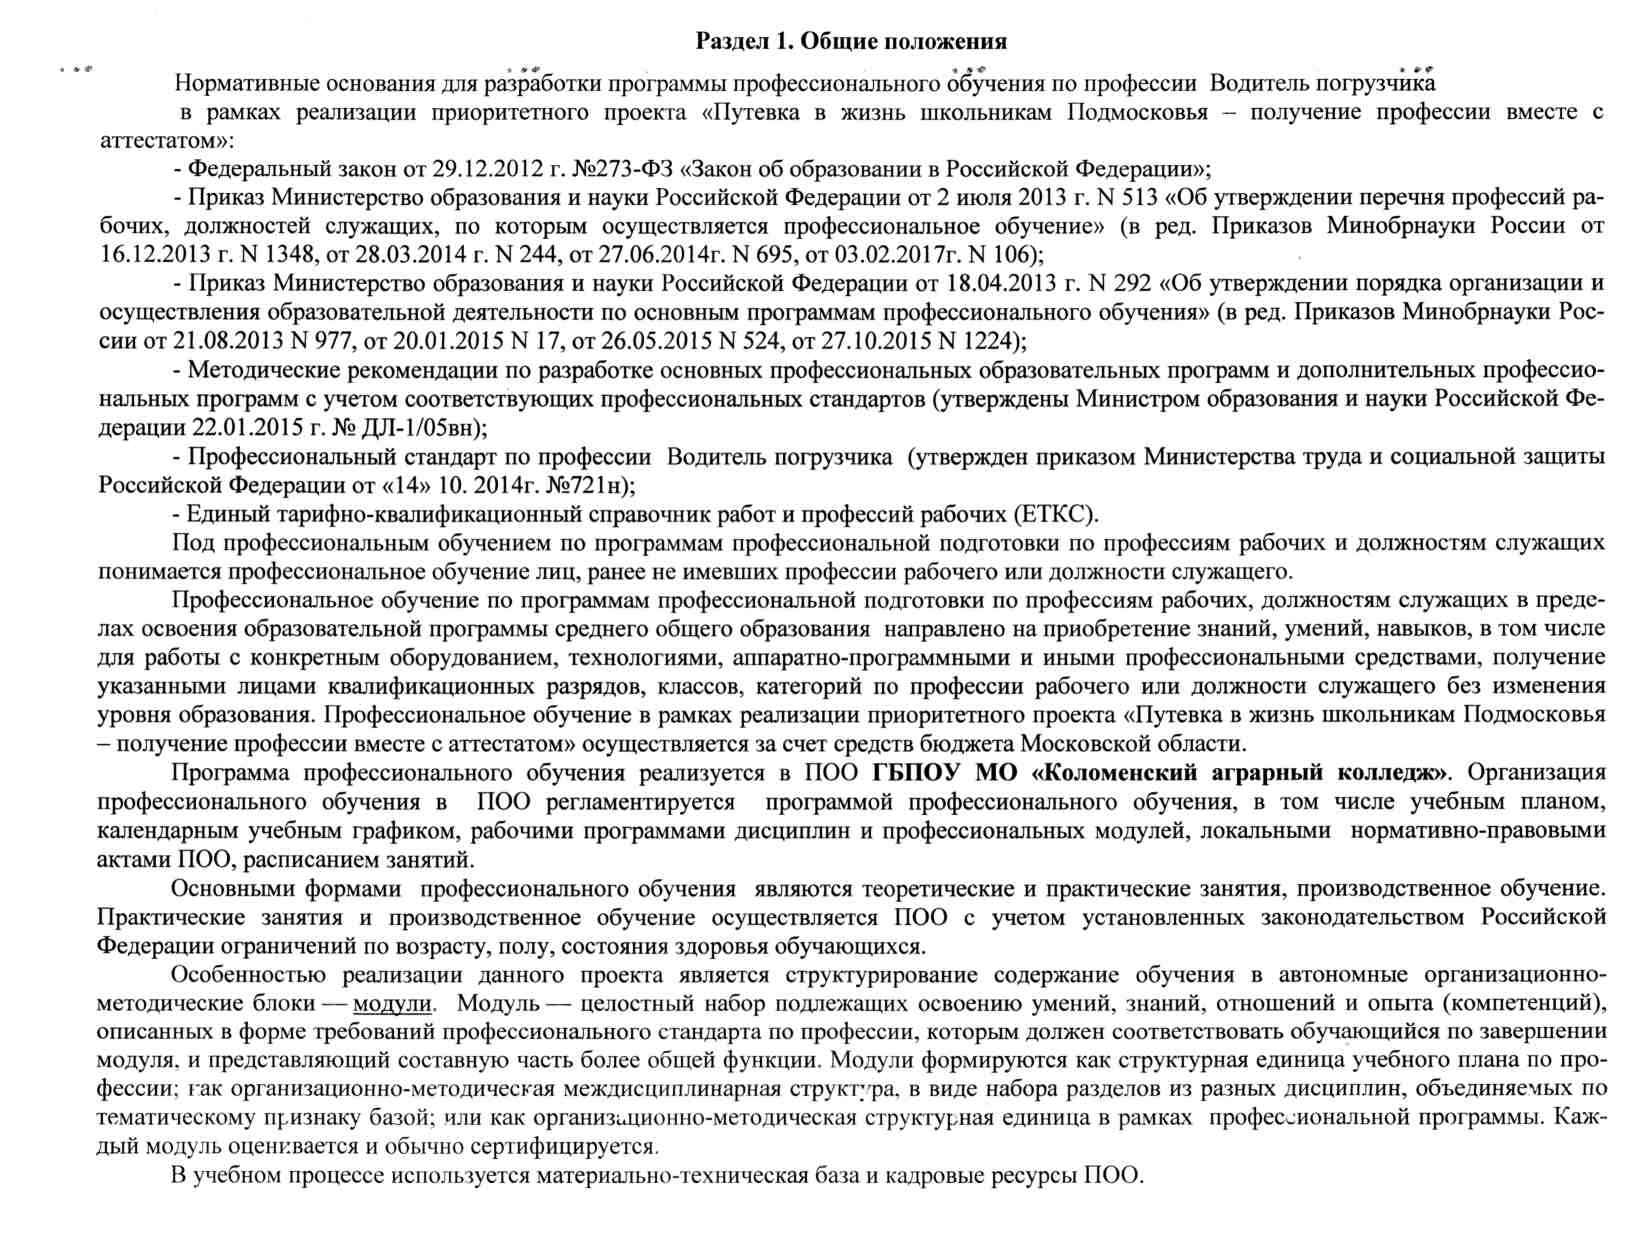 Раздел 1. Общие положения
Нормативные основания для разработки программы профессионального обучения по профессии Водитель погрузчика
в рамках реализации приоритетного проекта «Путевка в жизнь школьникам Подмосковья – получение профессии вместе с
аттестатом»:
- Федеральный закон от 29.12.2012 г. №273-ФЗ «Закон об образовании в Российской Федерации»;
- Приказ Министерство образования и науки Российской Федерации от 2 июля 2013 г. N 513 «Об утверждении перечня профессий ра-
бочих, должностей служащих, по которым осуществляется профессиональное обучение» (в ред. Приказов Минобрнауки России от
16.12.2013 г. N 1348, от 28.03.2014 г. N 244, от 27.06.2014г. N 695, от 03.02.2017г. N 106);
- Приказ Министерство образования и науки Российской Федерации от 18.04.2013 г. N 292 «Об утверждении порядка организации и
осуществления образовательной деятельности по основным программам профессионального обучения» (в ред. Приказов Минобрнауки Рос-
сии от 21.08.2013 N 977, от 20.01.2015 N 17, от 26.05.2015 N 524, от 27.10.2015 N 1224);
- Методические рекомендации по разработке основных профессиональных образовательных программ и дополнительных профессио-
нальных программ с учетом соответствующих профессиональных стандартов (утверждены Министром образования и науки Российской Фе-
дерации 22.01.2015 г. № ДЛ-1/05вн);
- Профессиональный стандарт по профессии Водитель погрузчика (утвержден приказом Министерства труда и социальной защиты
Российской Федерации от «14» 10. 2014г. №721н);
- Единый тарифно-квалификационный справочник работ и профессий рабочих (ЕТКС).
Под профессиональным обучением по программам профессиональной подготовки по профессиям рабочих и должностям служащих
понимается профессиональное обучение лиц, ранее не имевших профессии рабочего или должности служащего.
Профессиональное обучение по программам профессиональной подготовки по профессиям рабочих, должностям служащих в преде-
лах освоения образовательной программы среднего общего образования направлено на приобретение знаний, умений, навыков, в том числе
для работы с конкретным оборудованием, технологиями, аппаратно-программными и иными профессиональными средствами, получение
указанными лицами квалификационных разрядов, классов, категорий по профессии рабочего или должности служащего без изменения
уровня образования. Профессиональное обучение в рамках реализации приоритетного проекта «Путевка в жизнь школьникам Подмосковья
– получение профессии вместе с аттестатом» осуществляется за счет средств бюджета Московской области.
Программа профессионального обучения реализуется в ПОО ГБПОУ МО «Коломенский аграрный колледж». Организация
профессионального обучения в ПОО регламентируется программой профессионального обучения, в том числе учебным планом,
календарным учебным графиком, рабочими программами дисциплин и профессиональных модулей, локальными нормативно-правовыми
актами ПОО, расписанием занятий.
Основными формами профессионального обучения являются теоретические и практические занятия, производственное обучение.
Практические занятия и производственное обучение осуществляется ПОО с учетом установленных законодательством Российской
Федерации ограничений по возрасту, полу, состояния здоровья обучающихся.
Особенностью реализации данного проекта является структурирование содержание обучения в автономные организационно-
методические блоки — модули. Модуль — целостный набор подлежащих освоению умений, знаний, отношений и опыта (компетенций),
описанных в форме требований профессионального стандарта по профессии, которым должен соответствовать обучающийся по завершении
модуля, и представляющий составную часть более общей функции. Модули формируются как структурная единица учебного плана по про-
фессии; как организационно-методическая междисциплинарная структура, в виде набора разделов из разных дисциплин, объединяемых по
тематическому признаку базой; или как организационно-методическая структурная единица в рамках профессиональной программы. Каж-
дый модуль оценивается и обычно сертифицируется.
В учебном процессе используется материально-техническая база и кадровые ресурсы ПОО.